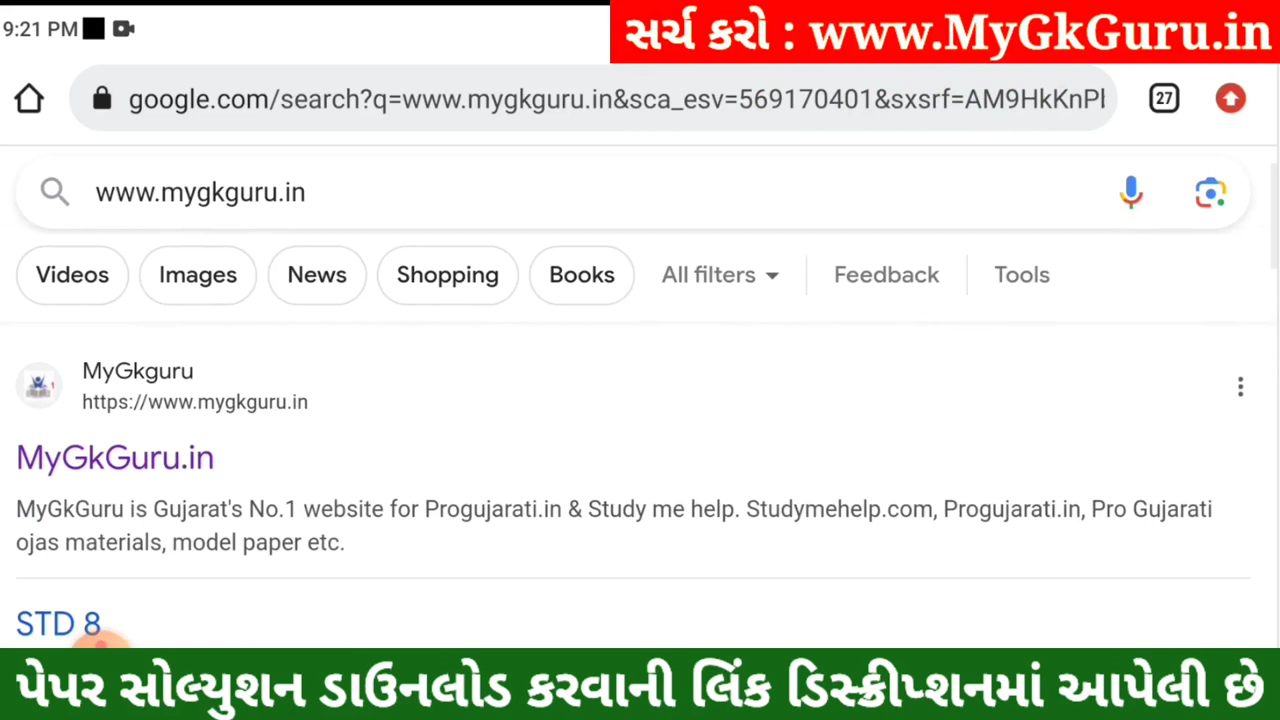 9:21 PM
સર્ચ કરો : www.MyGkGuru.in
google.com/search?q=www.mygkguru.in&sca_esv=569170401&sxsrf=AM9HkKnPl
27
www.mygkguru.in
Videos Images News Shopping Books All filters Feedback Tools
MyGkguru
https://www.mygkguru.in
MyGkGuru.in
MyGkGuru is Gujarat's No.1 website for Progujarati.in & Study me help. Studymehelp.com, Progujarati.in, Pro Gujarati
ojas materials, model paper etc.
STD 8
પેપર સોલ્યુશન ડાઉનલોડ કરવાની લિંક ડિસ્ક્રીપ્શનમાં આપેલી છે